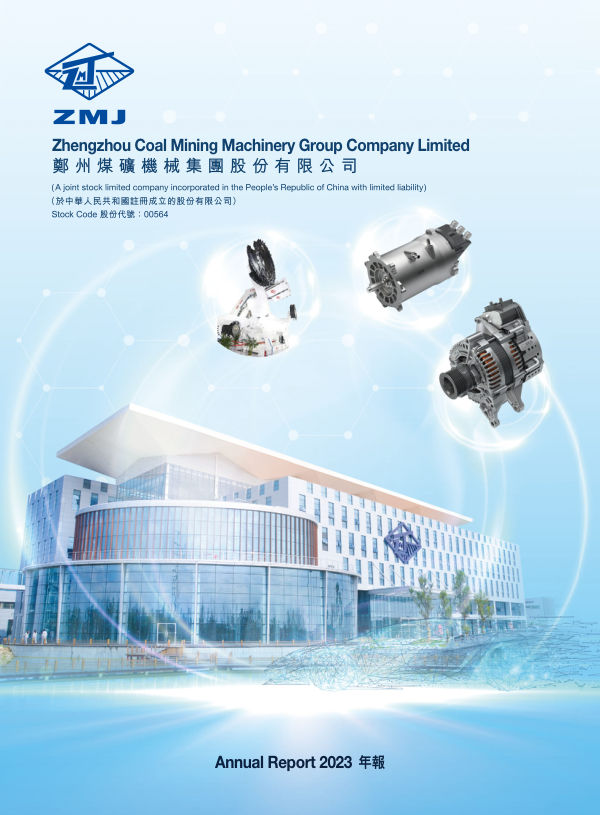 ZMJ
Zhengzhou Coal Mining Machinery Group Company Limited
鄭州煤礦機械集團股份有限公司
(A joint stock limited company incorporated in the People's Republic of China with limited liability)
（於中華人民共和國註冊成立的股份有限公司）
Stock Code 股份代號：00564
Annual Report 2023 年報